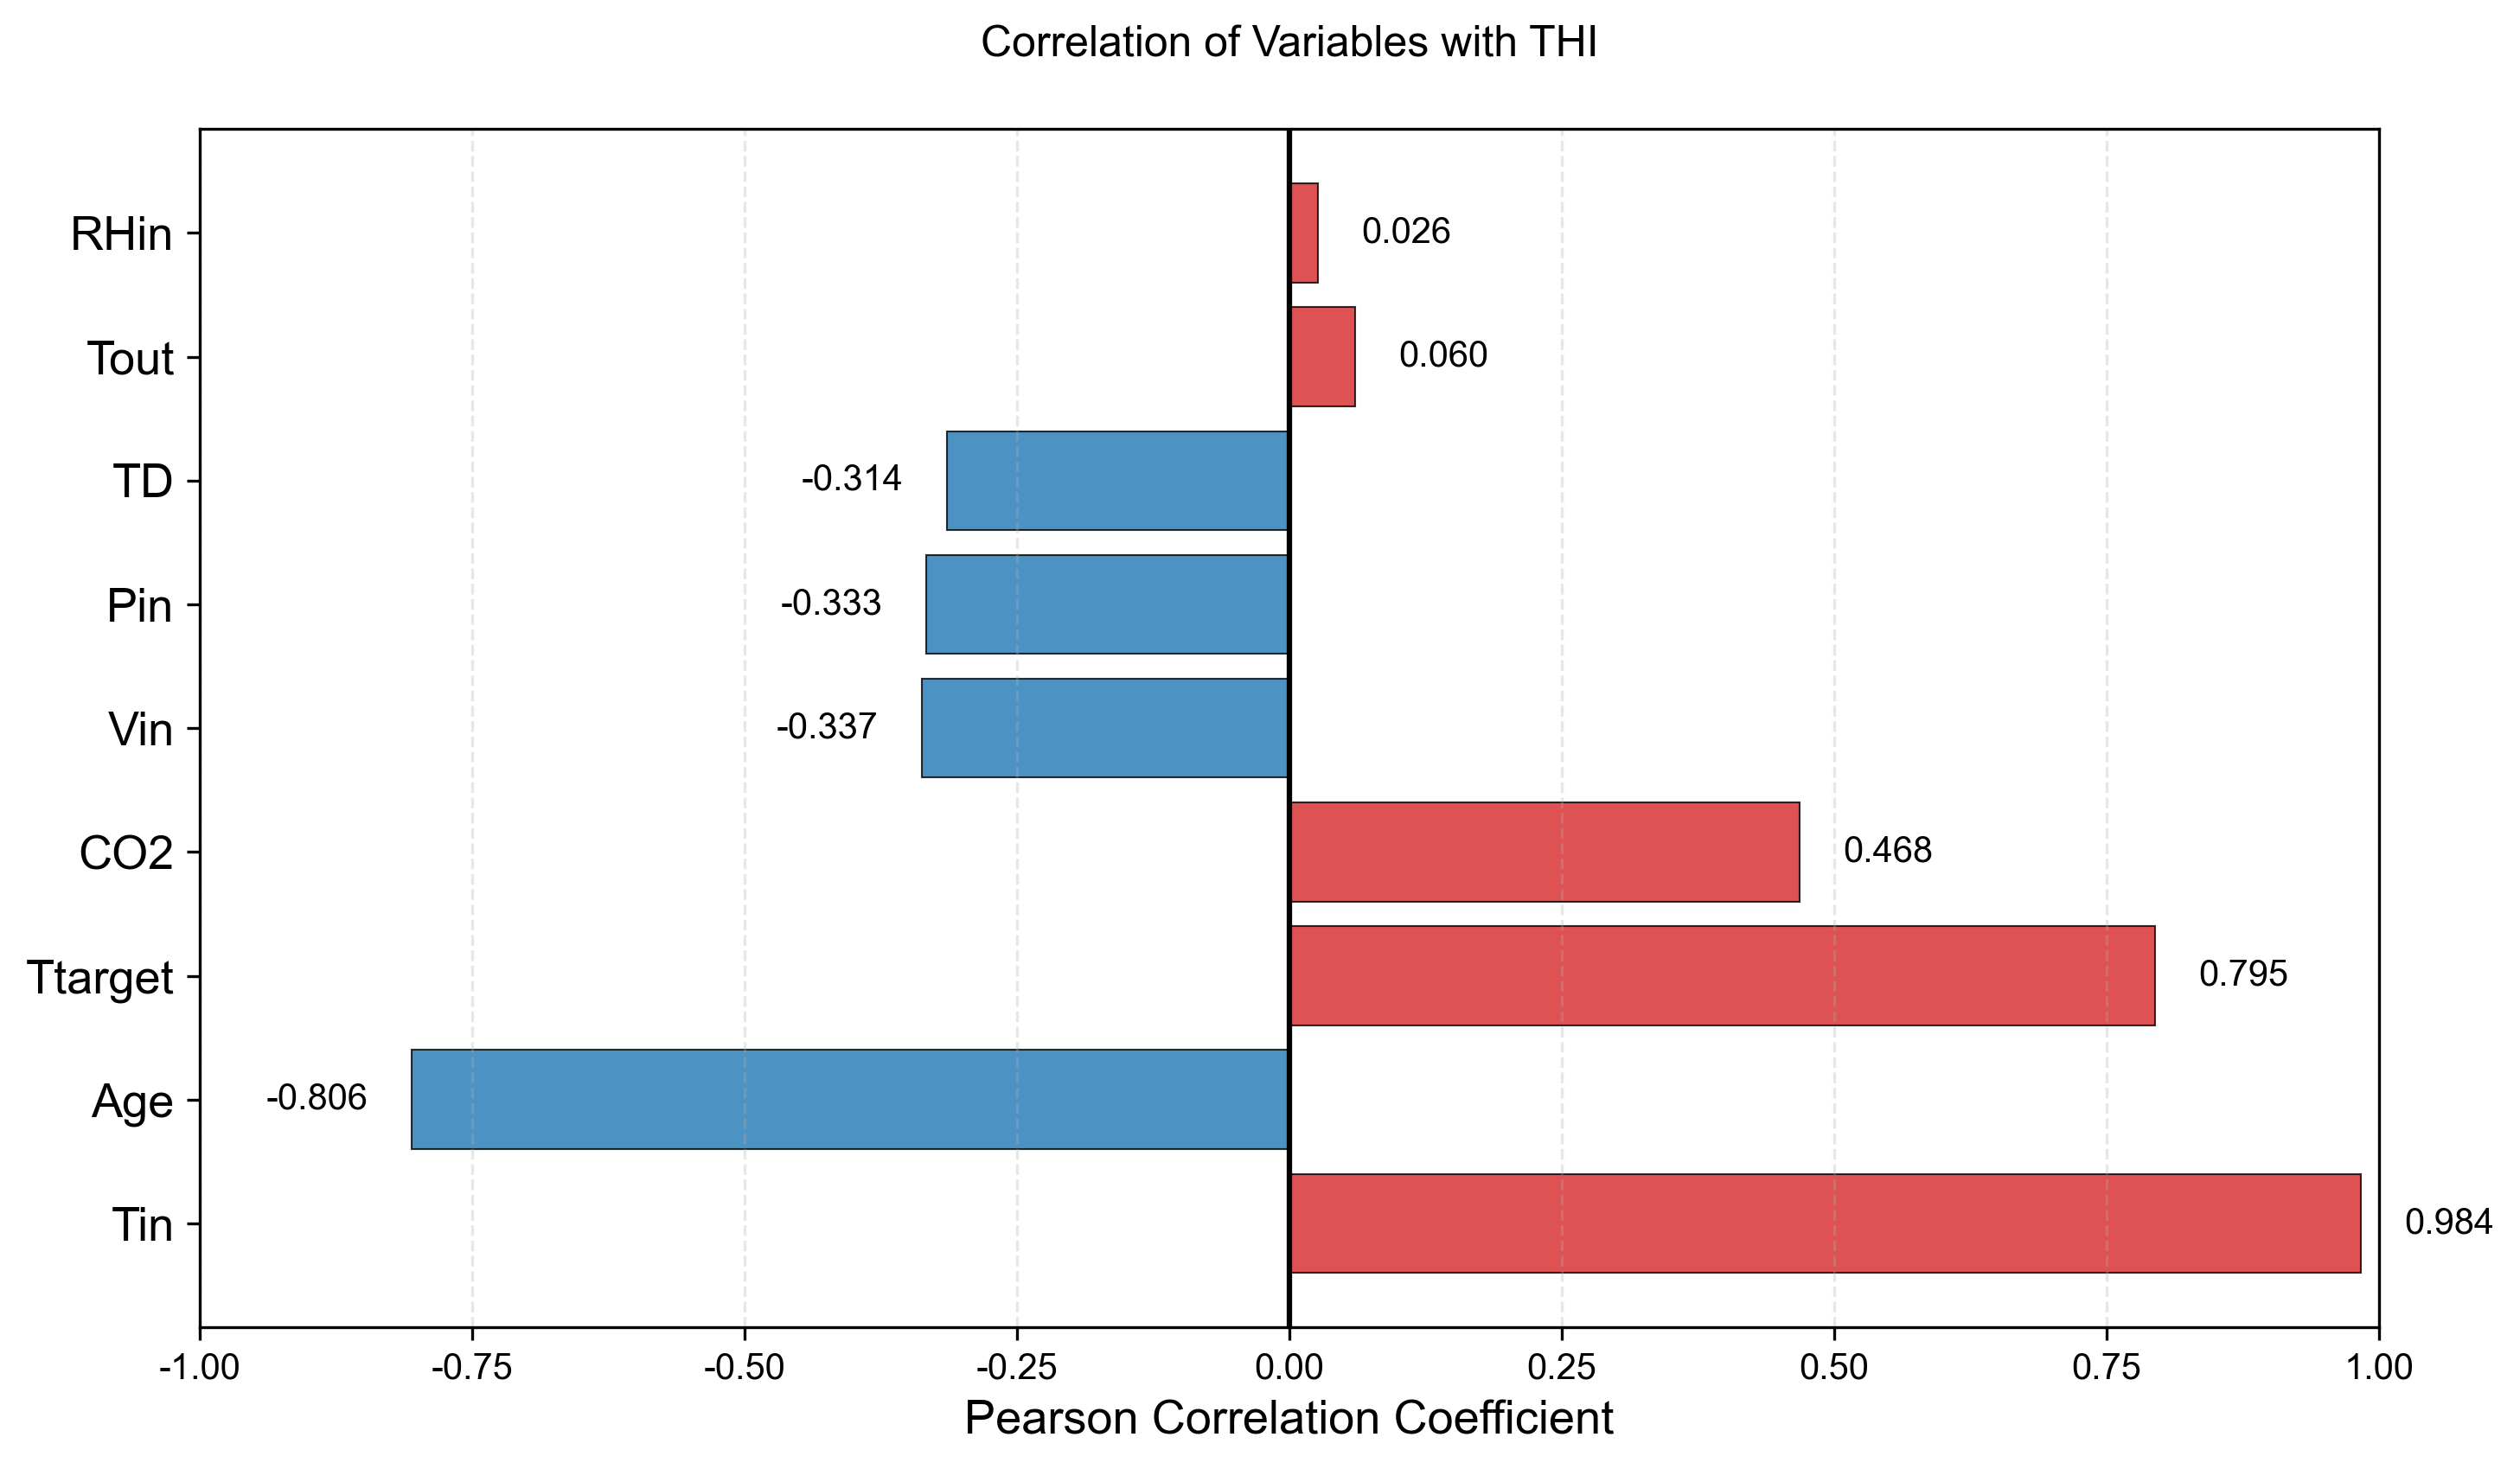 Correlation of Variables with THI
RHin
0.026
Tout
0.060
TD
-0.314
Pin
-0.333
Vin
-0.337
CO2
0.468
Ttarget
0.795
Age
-0.806
Tin
0.984
-1.00
-0.75
-0.50
-0.25
0.00
0.25
0.50
0.75
1.00
Pearson Correlation Coefficient